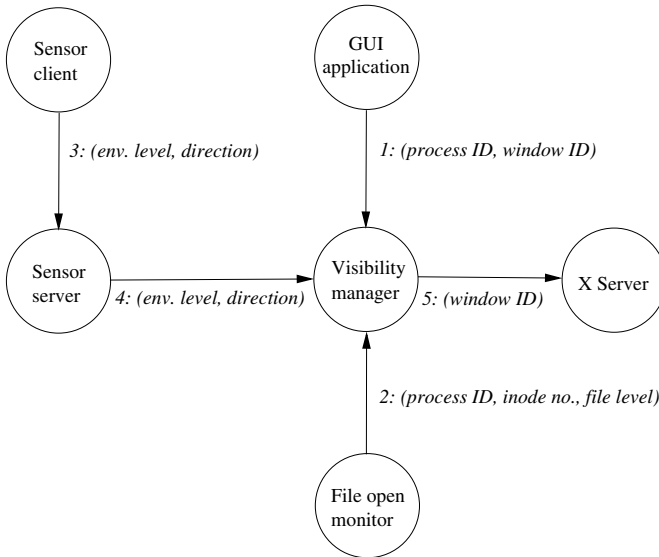 Sensor
client
GUI
application
3: (env. level, direction)
1: (process ID, window ID)
Sensor
server
4: (env. level, direction)
Visibility
manager
5: (window ID)
X Server
2: (process ID, inode no., file level)
File open
monitor